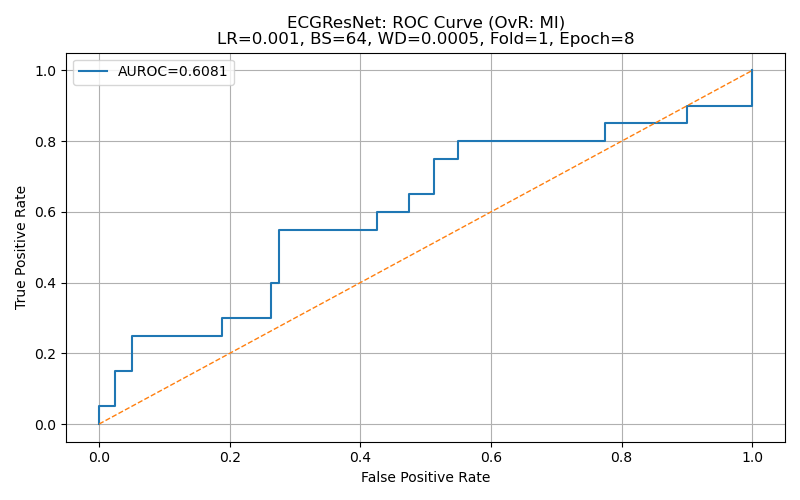 ECGResNet: ROC Curve (OvR: MI)
LR=0.001, BS=64, WD=0.0005, Fold=1, Epoch=8
AUROC=0.6081
True Positive Rate
1.0
0.8
0.6
0.4
0.2
0.0
0.0 0.2 0.4 0.6 0.8 1.0
False Positive Rate